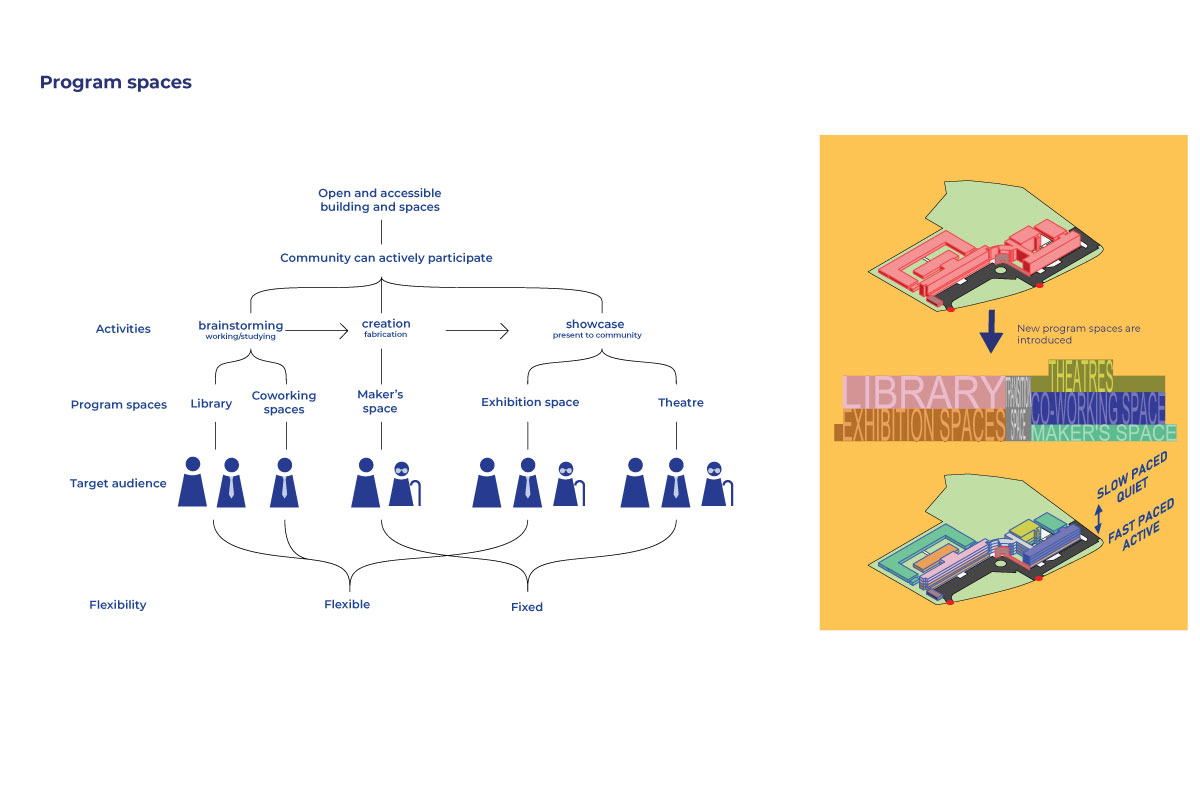 Program spaces
Open and accessible
building and spaces
Community can actively participate
Activities
brainstorming
working/studying
creation
fabrication
showcase
present to community
Program spaces
Library
Coworking
spaces
Maker's
space
Exhibition space
Theatre
Target audience
Flexibility
Flexible
Fixed
New program spaces are
introduced
THEATRES
LIBRARY
TRANSITION
SPACE
CO-WORKING SPACE
EXHIBITION SPACES
MAKER'S SPACE
SLOW PACED
QUIET
FAST PACED
ACTIVE